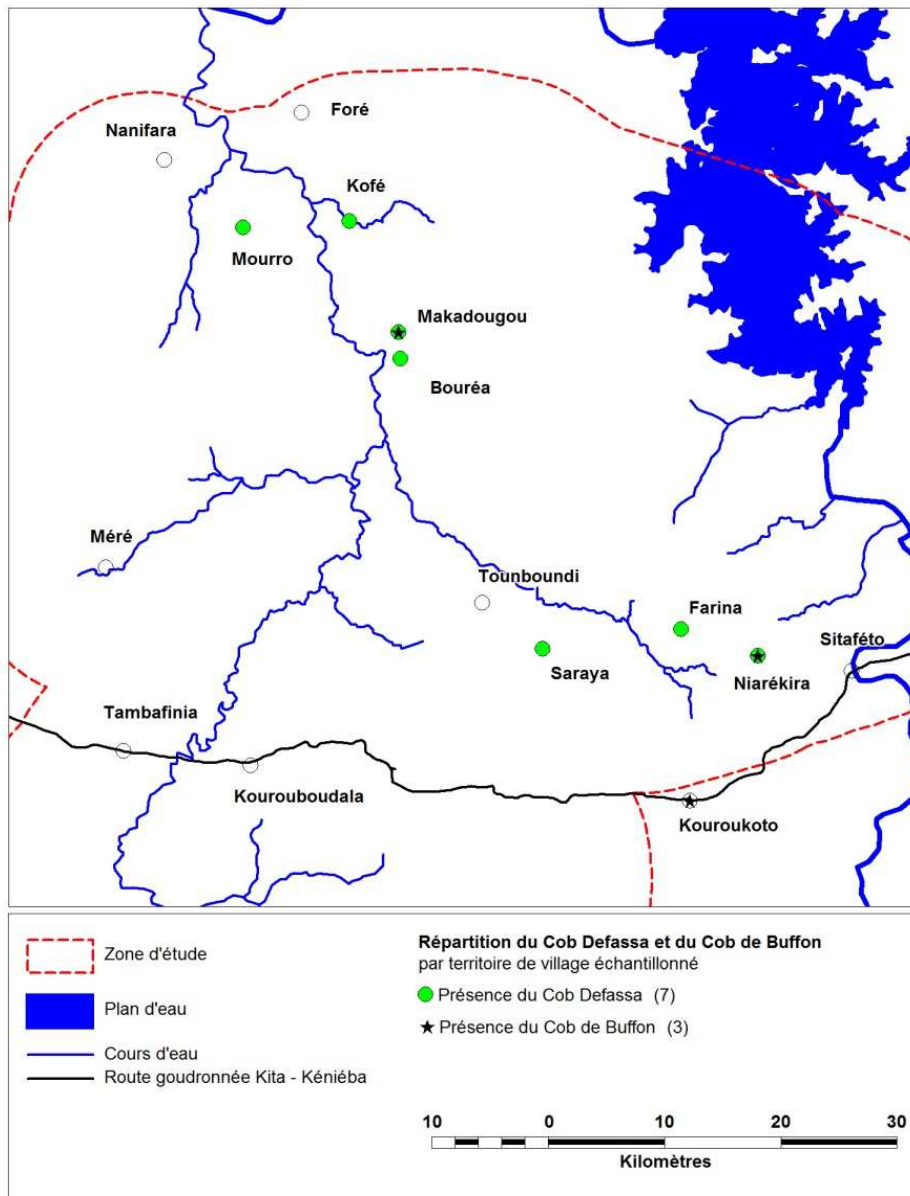 Foré
Nanifara
Kofé
Mourro
Makadougou
Bouréa
Méré
Tounboundi
Farina
Sitaféto
Saraya
Niarékira
Tambafinia
Kourouboudala
Kouroukoto
Zone d'étude
Plan d'eau
Cours d'eau
Route goudronnée Kita - Kéniéba
Répartition du Cob Defassa et du Cob de Buffon
par territoire de village échantillonné
Présence du Cob Defassa (7)
Présence du Cob de Buffon (3)
10 0 10 20 30
Kilomètres